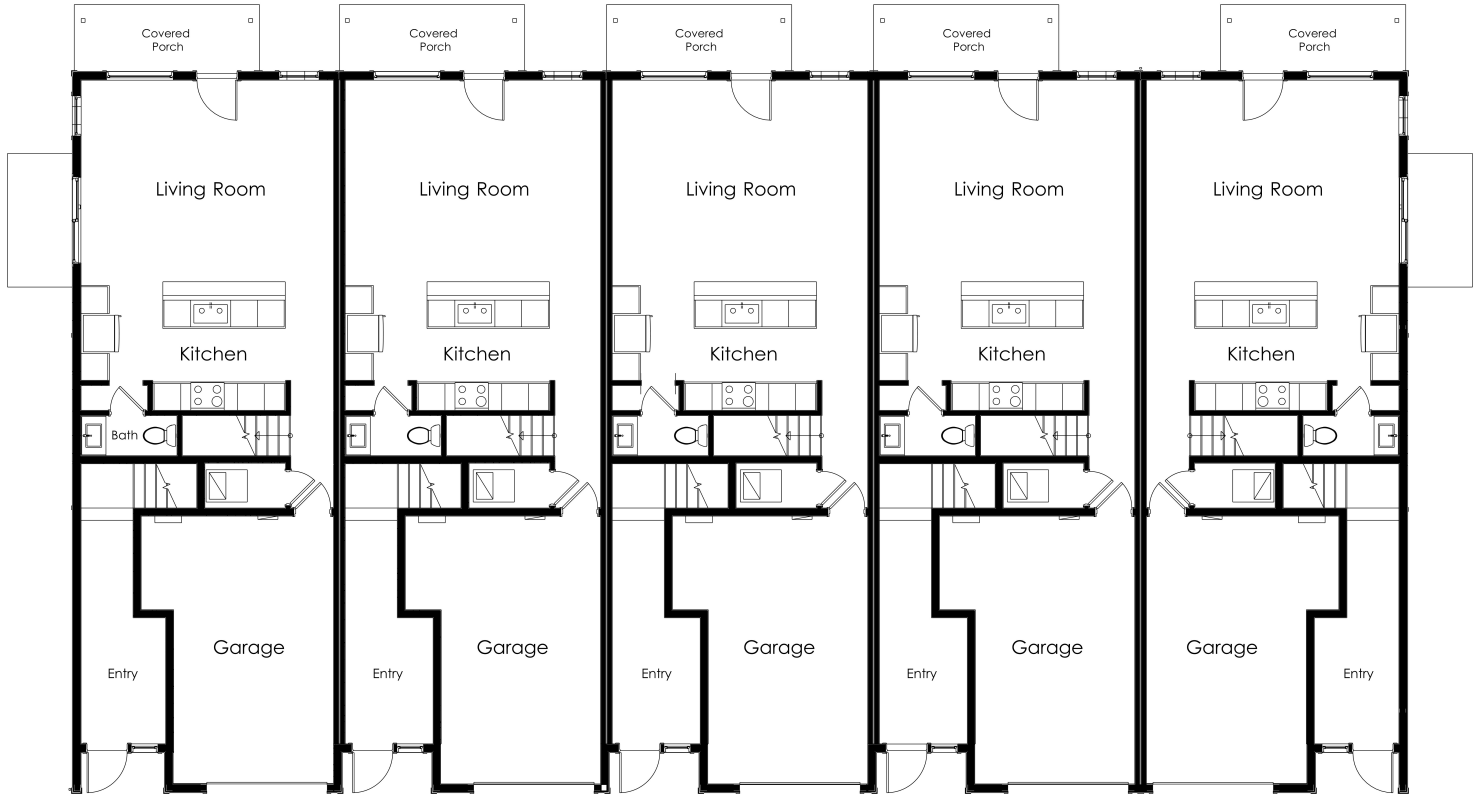 Covered
Porch
Covered
Porch
Covered
Porch
Covered
Porch
Covered
Porch
Living Room
Living Room
Living Room
Living Room
Living Room
Kitchen
Kitchen
Kitchen
Kitchen
Kitchen
Bath
Garage
Garage
Garage
Garage
Garage
Entry
Entry
Entry
Entry
Entry